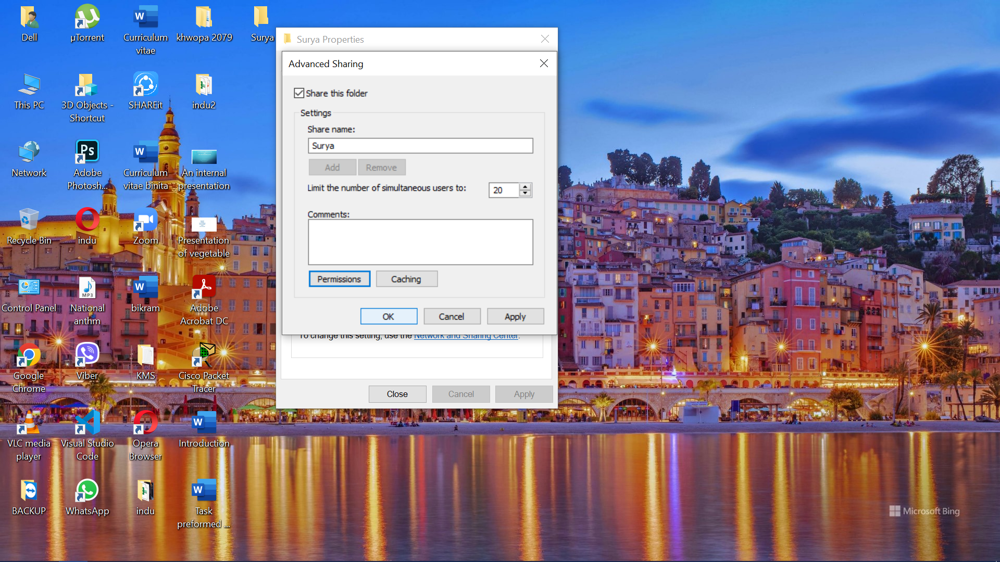 Dell
µTorrent
Curriculum
vitae
khwopa 2079
Surya
This PC
3D Objects -
Shortcut
SHAREit
indu2
Network
Ps
Adobe
Photosh...
Curriculum
vitae binita
An internal
presentation
Recycle Bin
indu
Zoom
Presentation
of vegetable
Control Panel
MP3
National
anthm
bikram
Adobe
Acrobat DC
Google
Chrome
Viber
KMS
Cisco Packet
Tracer
VLC media
player
Visual Studio
Code
Opera
Browser
Introduction
BACKUP
WhatsApp
indu
Task
preformed ...
Surya Properties
Advanced Sharing
Share this folder
Settings
Share name:
Surya
Add
Remove
Limit the number of simultaneous users to:
20
Comments:
Permissions
Caching
OK
Cancel
Apply
To change this setting, use the Network and Sharing Center.
Close
Cancel
Apply
Microsoft Bing